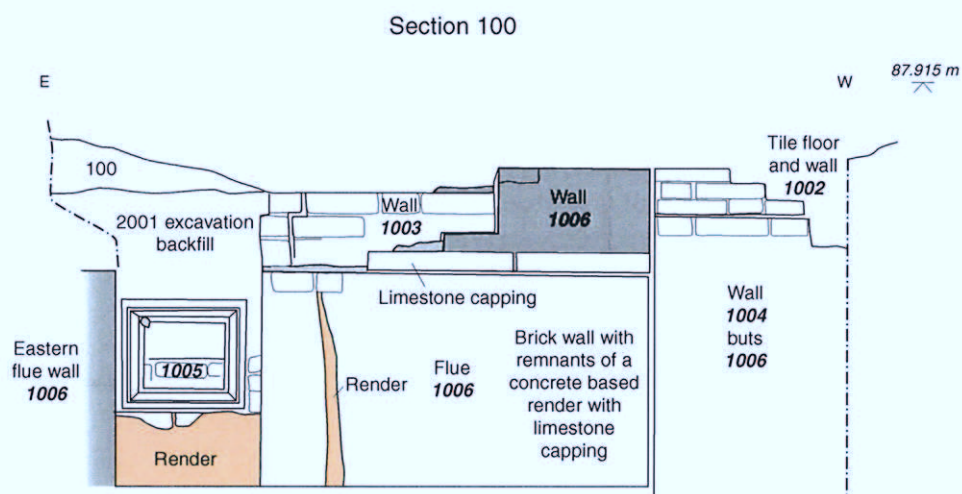 Section 100
E
W
87.915 m
100
2001 excavation
backfill
Wall
1003
Wall
1006
Tile floor
and wall
1002
Limestone capping
Eastern
flue wall
1006
1005
Render
Render
Flue
1006
Brick wall with
remnants of a
concrete based
render with
limestone
capping
Wall
1004
buts
1006